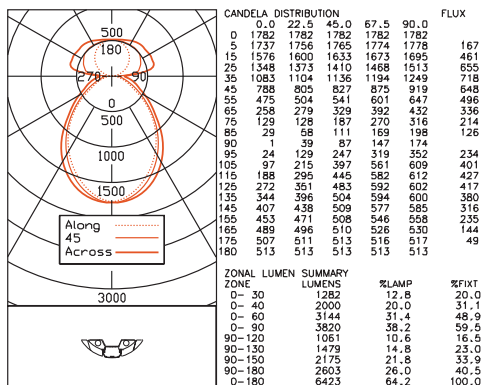 500
180
270
90
0
500
1000
1500
Along
45
Across
3000
CANDELA DISTRIBUTION FLUX
0.0 22.5 45.0 67.5 90.0
0 1782 1782 1782 1782 1782
5 1737 1756 1765 1774 1778 167
15 1576 1600 1633 1673 1695 461
25 1348 1373 1410 1468 1513 655
35 1083 1104 1136 1194 1249 718
45 788 805 827 875 919 648
55 475 504 541 601 647 496
65 258 279 329 392 432 336
75 129 128 187 270 316 214
85 29 58 111 169 198 126
90 1 39 87 147 174
95 24 129 247 319 352 234
105 97 215 397 561 609 401
115 188 295 445 582 612 427
125 272 351 483 592 602 417
135 344 396 504 594 600 380
145 407 438 509 577 585 316
155 453 471 508 546 558 235
165 489 496 510 526 530 144
175 507 511 513 516 517 49
180 513 513 513 513 513
ZONAL LUMEN SUMMARY
ZONE LUMENS %LAMP %FIXT
0- 30 1282 12.8 20.0
0- 40 2000 20.0 31.1
0- 60 3144 31.4 48.9
0- 90 3820 38.2 59.5
90-120 1061 10.6 16.5
90-130 1479 14.8 23.0
90-150 2175 21.8 33.9
90-180 2603 26.0 40.5
0-180 6423 64.2 100.0